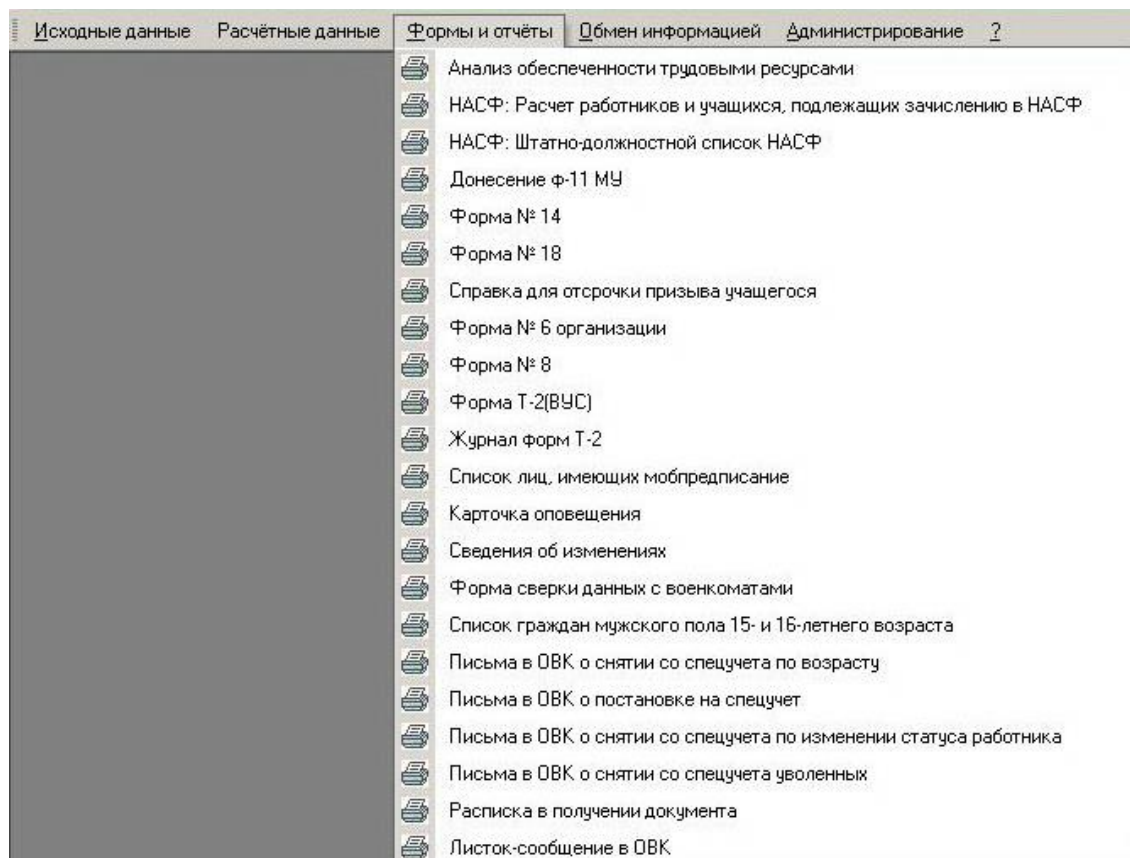 Исходные данные Расчётные данные Формы и отчёты Обмен информацией Администрирование ?
Анализ обеспеченности трудовыми ресурсами
НАСФ: Расчет работников и учащихся, подлежащих зачислению в НАСФ
НАСФ: Штатно-должностной список НАСФ
Донесение ф-11 МУ
Форма № 14
Форма № 18
Справка для отсрочки призыва учащегося
Форма № 6 организации
Форма № 8
Форма Т-2(ВУС)
Журнал форм Т-2
Список лиц, имеющих мобпредписание
Карточка оповещения
Сведения об изменениях
Форма сверки данных с военкоматами
Список граждан мужского пола 15- и 16-летнего возраста
Письма в ОВК о снятии со спецучета по возрасту
Письма в ОВК о постановке на спецучет
Письма в ОВК о снятии со спецучета по изменении статуса работника
Письма в ОВК о снятии со спецучета уволенных
Расписка в получении документа
Листок-сообщение в ОВК